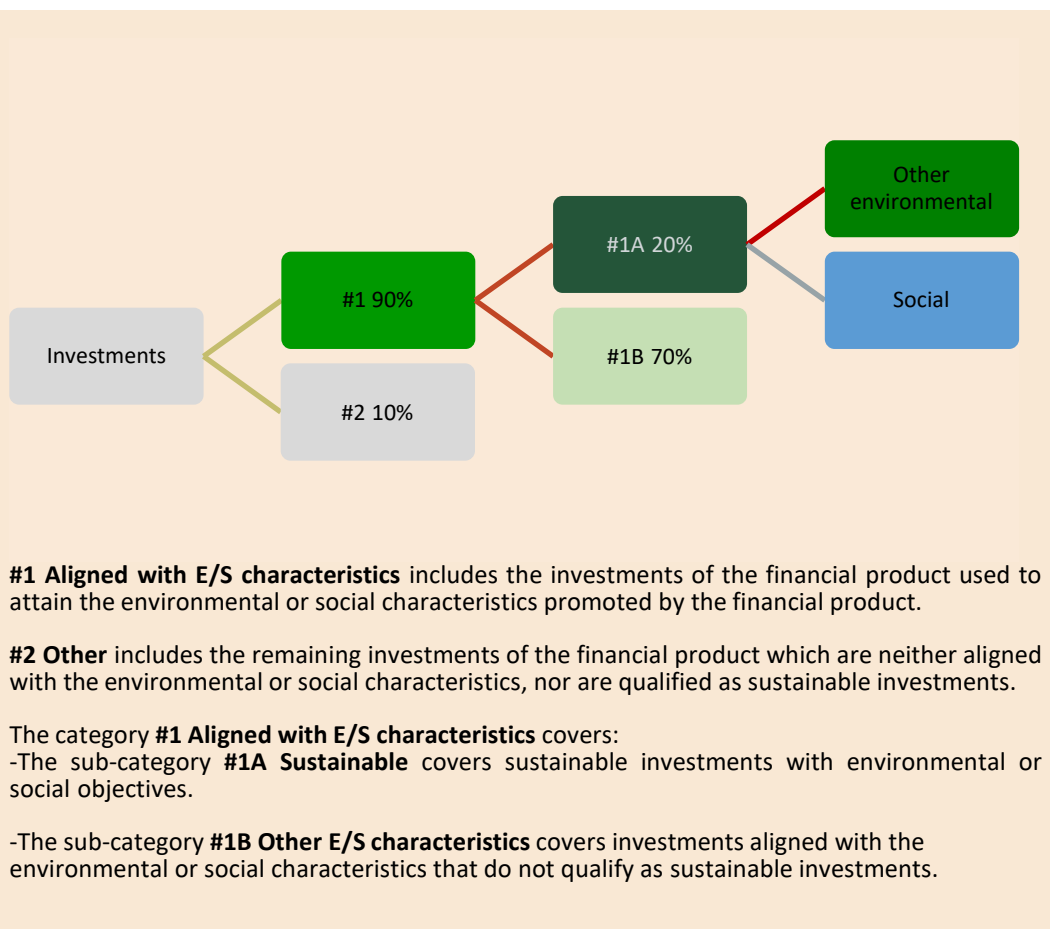 Other
environmental
#1A 20%
#1 90%
Social
Investments
#1B 70%
#2 10%
#1 Aligned with E/S characteristics includes the investments of the financial product used to
attain the environmental or social characteristics promoted by the financial product.
#2 Other includes the remaining investments of the financial product which are neither aligned
with the environmental or social characteristics, nor are qualified as sustainable investments.
The category #1 Aligned with E/S characteristics covers:
-The sub-category #1A Sustainable covers sustainable investments with environmental or
social objectives.
-The sub-category #1B Other E/S characteristics covers investments aligned with the
environmental or social characteristics that do not qualify as sustainable investments.